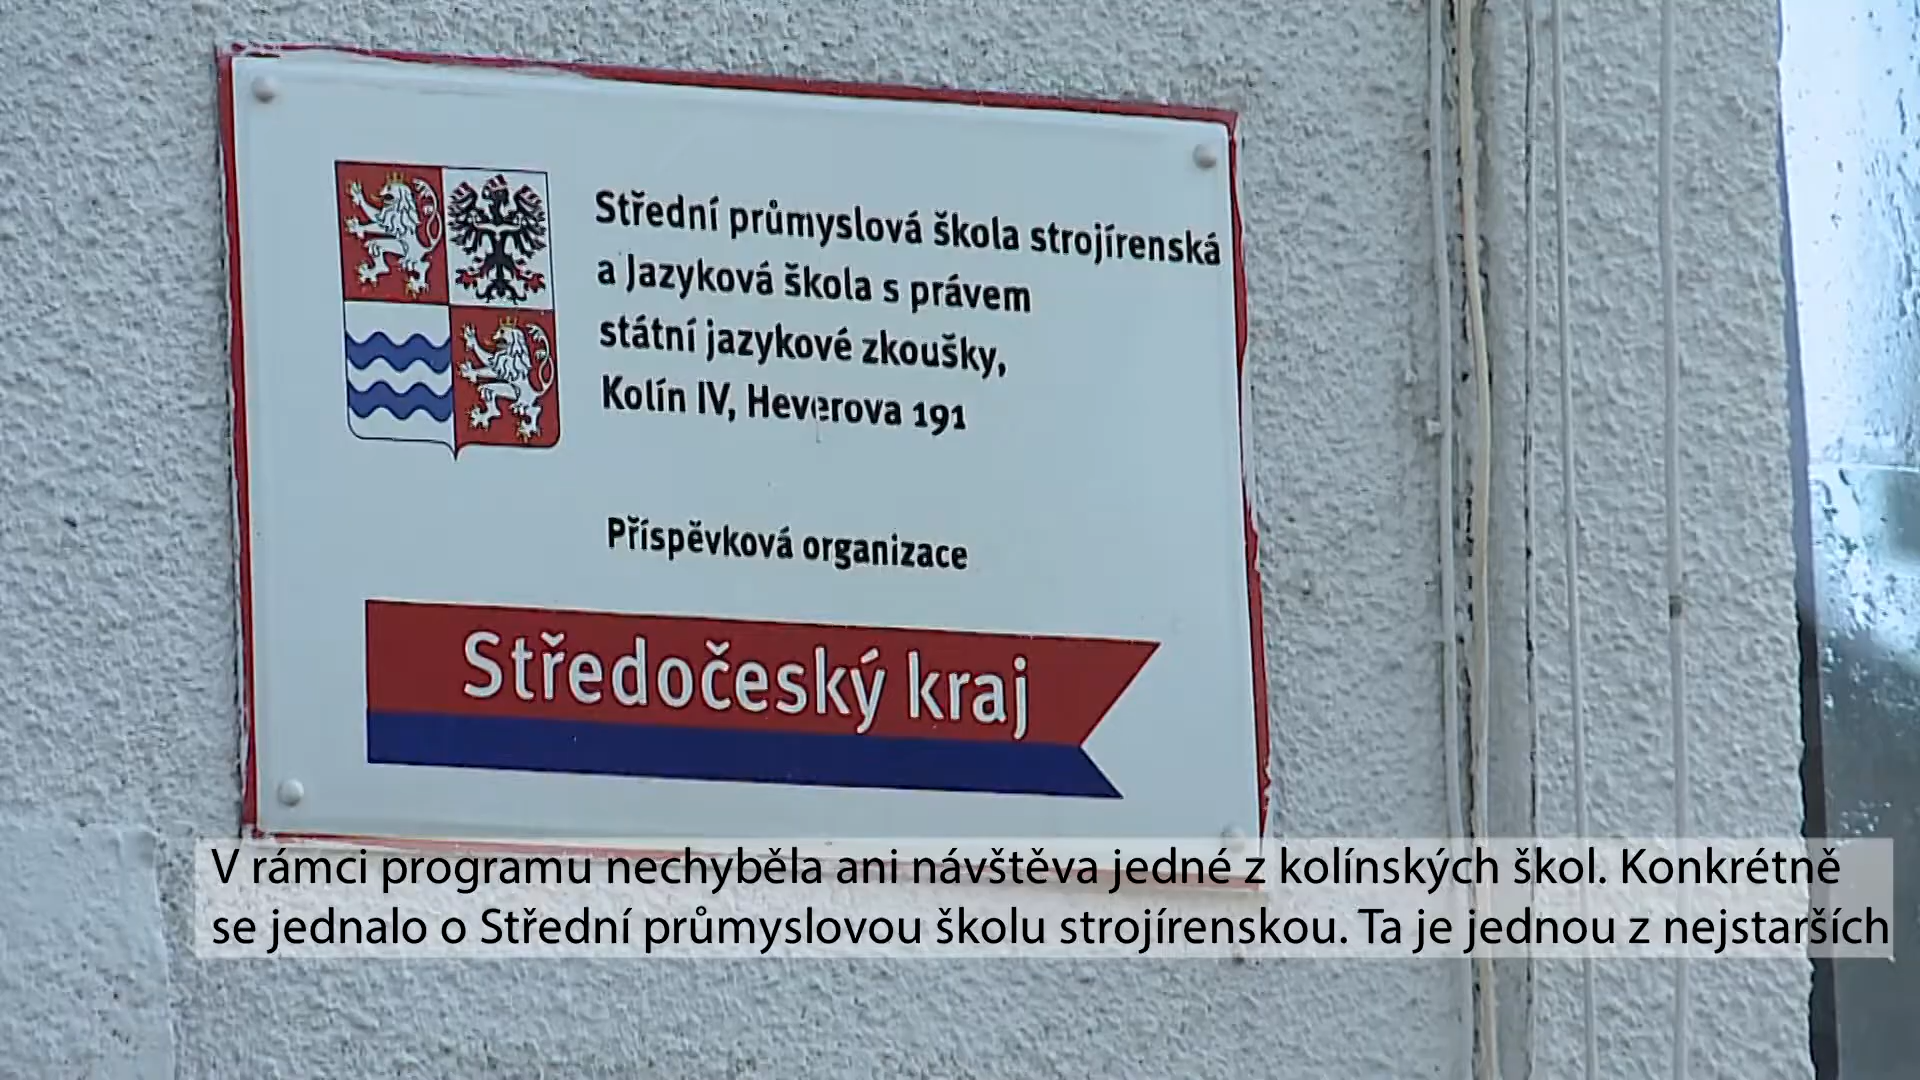 Střední průmyslová škola strojírenská
a Jazyková škola s právem
státní jazykové zkoušky,
Kolín IV, Heverova 191
Příspěvková organizace
Středočeský kraj
V rámci programu nechyběla ani návštěva jedné z kolínských škol. Konkrétně
se jednalo o Střední průmyslovou školu strojírenskou. Ta je jednou z nejstarších